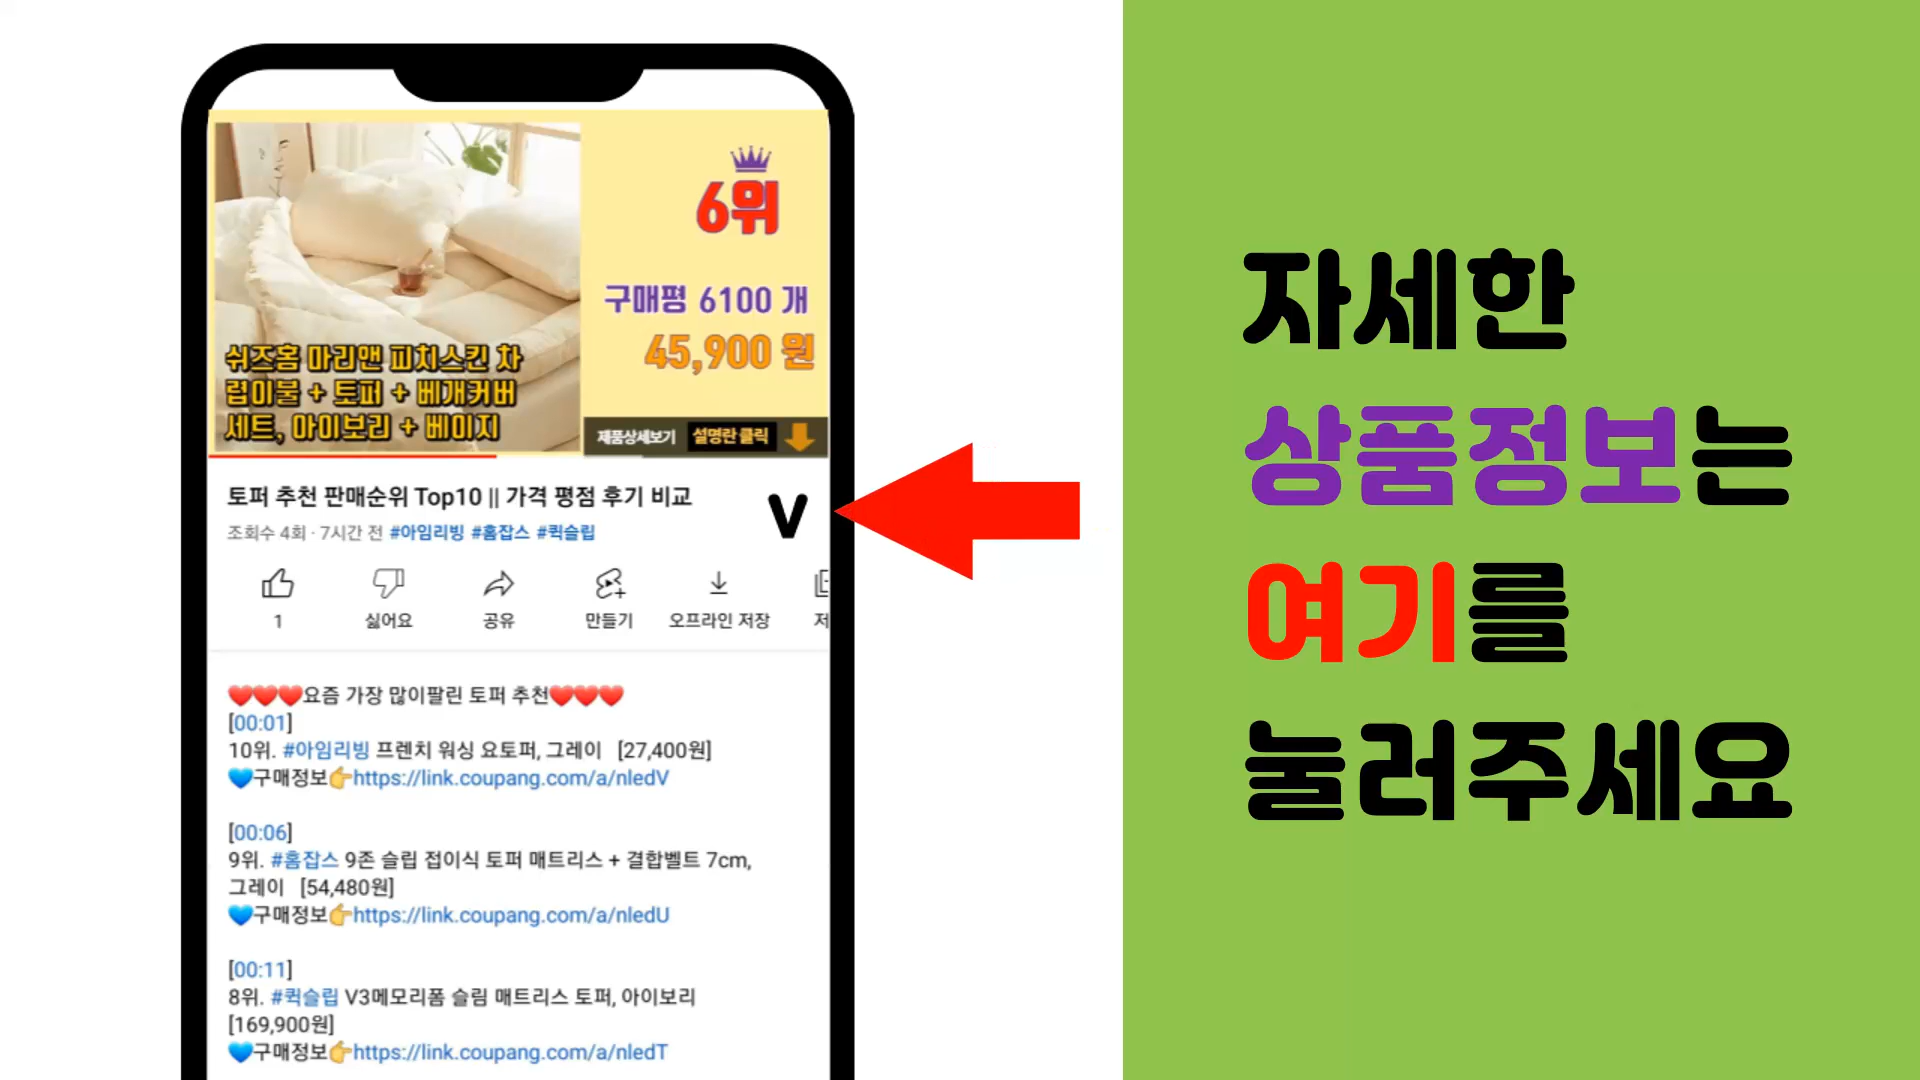 6위
구매평 6100 개
45,900 원
쉬즈홈 마리앤 피치스킨 차
렵이불 + 토퍼 + 베개커버
세트, 아이보리 + 베이지
제품상세보기 설명란 클릭
토퍼 추천 판매순위 Top10 || 가격 평점 후기 비교
V
조회수 4회 · 7시간 전 #아임리빙 #홈잡스 #퀵슬립
1 싫어요 공유 만들기 오프라인 저장 저
❤️❤️❤️요즘 가장 많이팔린 토퍼 추천❤️❤️❤️
[00:01]
10위. #아임리빙 프렌치 워싱 요토퍼, 그레이 [27,400원]
💙구매정보👉https://link.coupang.com/a/nledV
[00:06]
9위. #홈잡스 9존 슬립 접이식 토퍼 매트리스 + 결합벨트 7cm,
그레이 [54,480원]
💙구매정보👉https://link.coupang.com/a/nledU
[00:11]
8위. #퀵슬립 V3메모리폼 슬림 매트리스 토퍼, 아이보리
[169,900원]
💙구매정보👉https://link.coupang.com/a/nledT
자세한
상품정보는
여기를
눌러주세요